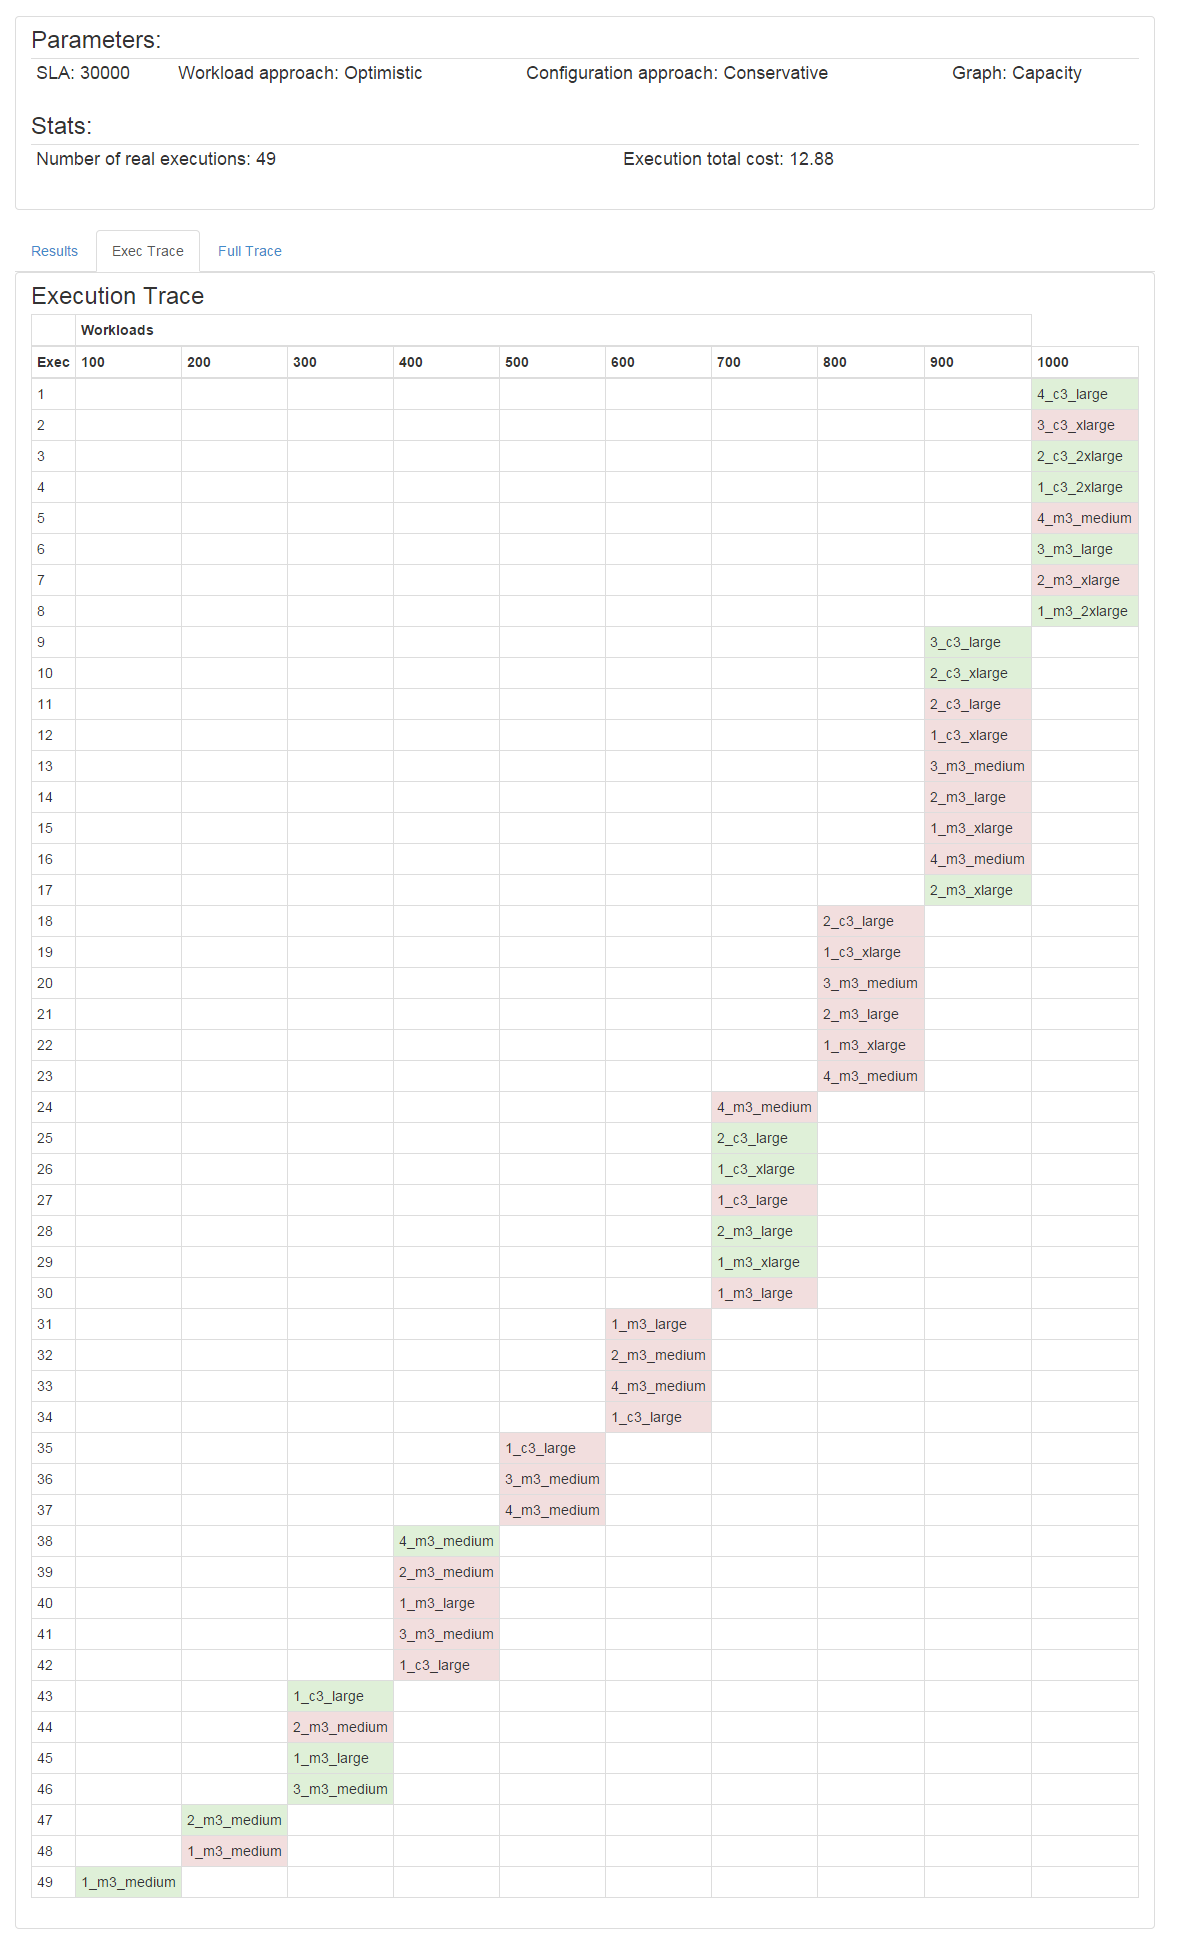 Parameters:
SLA: 30000 Workload approach: Optimistic Configuration approach: Conservative Graph: Capacity
Stats:
Number of real executions: 49 Execution total cost: 12.88
Results Exec Trace Full Trace
Execution Trace
Workloads
Exec 100 200 300 400 500 600 700 800 900 1000
1 4_c3_large
2 3_c3_xlarge
3 2_c3_2xlarge
4 1_c3_2xlarge
5 4_m3_medium
6 3_m3_large
7 2_m3_xlarge
8 1_m3_2xlarge
9 3_c3_large
10 2_c3_xlarge
11 2_c3_large
12 1_c3_xlarge
13 3_m3_medium
14 2_m3_large
15 1_m3_xlarge
16 4_m3_medium
17 2_m3_xlarge
18 2_c3_large
19 1_c3_xlarge
20 3_m3_medium
21 2_m3_large
22 1_m3_xlarge
23 4_m3_medium
24 4_m3_medium
25 2_c3_large
26 1_c3_xlarge
27 1_c3_large
28 2_m3_large
29 1_m3_xlarge
30 1_m3_large
31 1_m3_large
32 2_m3_medium
33 4_m3_medium
34 1_c3_large
35 1_c3_large
36 3_m3_medium
37 4_m3_medium
38 4_m3_medium
39 2_m3_medium
40 1_m3_large
41 3_m3_medium
42 1_c3_large
43 1_c3_large
44 2_m3_medium
45 1_m3_large
46 3_m3_medium
47 2_m3_medium
48 1_m3_medium
49 1_m3_medium